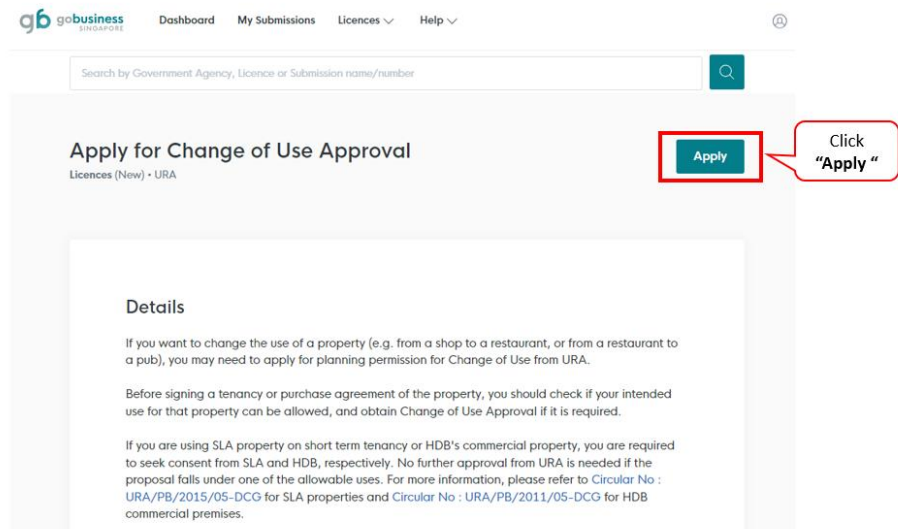 gb gobusiness
SINGAPORE
Dashboard My Submissions Licences Help
Search by Government Agency, Licence or Submission name/number
Apply for Change of Use Approval
Licences (New) • URA
Apply
Click
"Apply "
Details
If you want to change the use of a property (e.g. from a shop to a restaurant, or from a restaurant to
a pub), you may need to apply for planning permission for Change of Use from URA.
Before signing a tenancy or purchase agreement of the property, you should check if your intended
use for that property can be allowed, and obtain Change of Use Approval if it is required.
If you are using SLA property on short term tenancy or HDB's commercial property, you are required
to seek consent from SLA and HDB, respectively. No further approval from URA is needed if the
proposal falls under one of the allowable uses. For more information, please refer to Circular No :
URA/PB/2015/05-DCG for SLA properties and Circular No : URA/PB/2011/05-DCG for HDB
commercial premises.